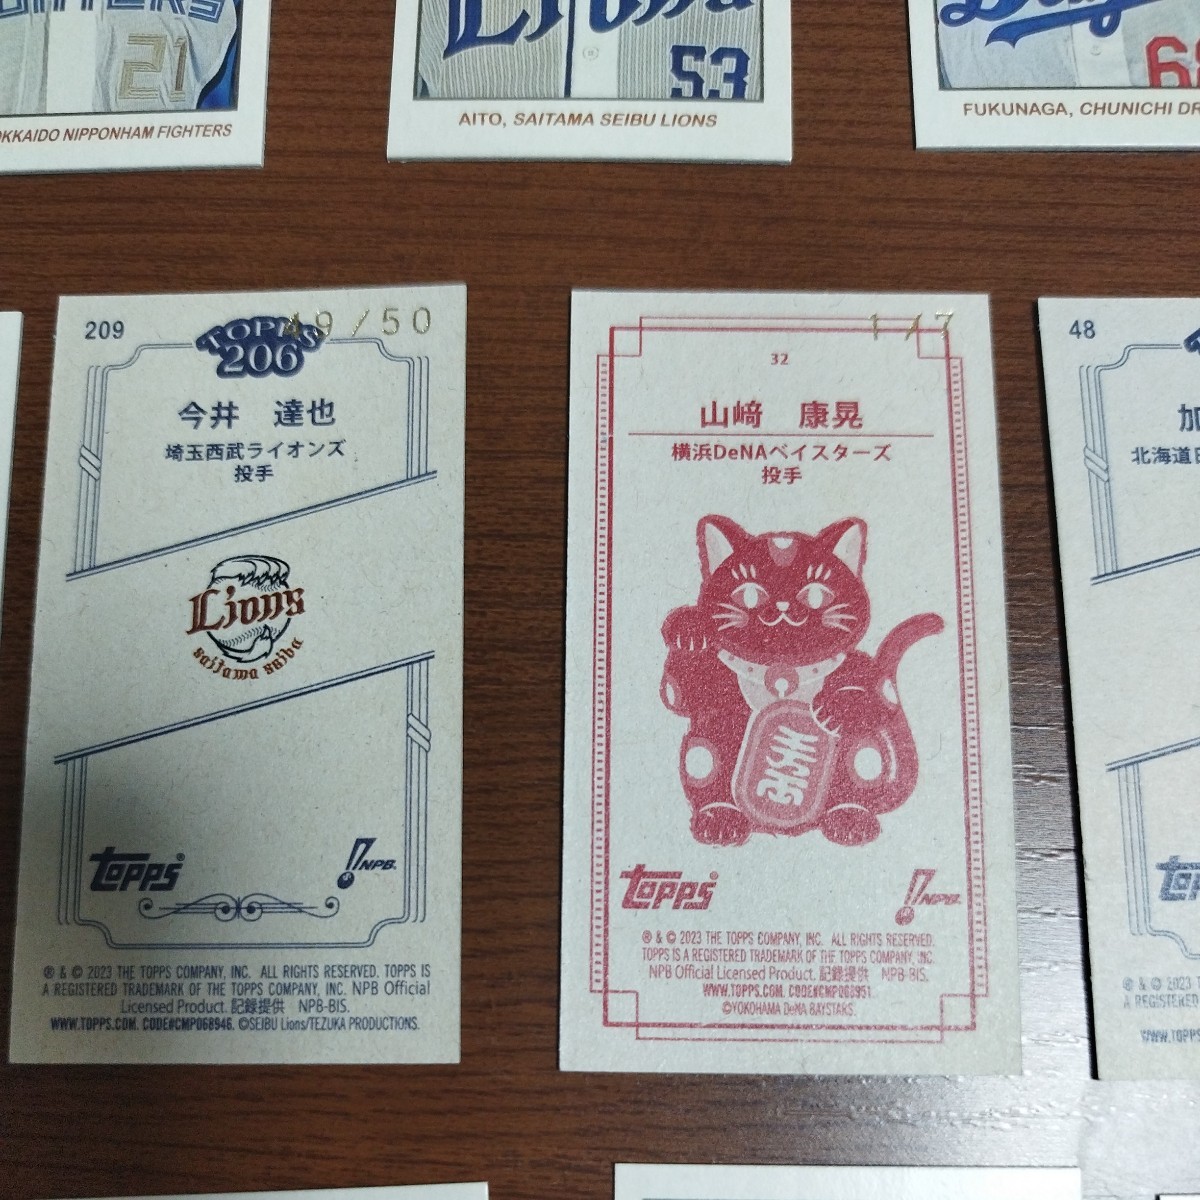 21
OKKAIDO NIPPONHAM FIGHTERS
Lions
53
AITO, SAITAMA SEIBU LIONS
FUKUNAGA, CHUNICHI DR
209
TOPPS
206
49/50
今井 達也
埼玉西武ライオンズ
投手
Lions
saitama seibu
topps
NPB
® & © 2023 THE TOPPS COMPANY, INC. ALL RIGHTS RESERVED. TOPPS IS
A REGISTERED TRADEMARK OF THE TOPPS COMPANY, INC. NPB Official
Licensed Product. 記録提供 NPB-BIS.
WWW.TOPPS.COM. CODE#CMP068946. ©SEIBU Lions/TEZUKA PRODUCTIONS.
1/7
32
山﨑 康晃
横浜DeNAベイスターズ
投手
topps
NPB
® & © 2023 THE TOPPS COMPANY, INC. ALL RIGHTS RESERVED.
TOPPS IS A REGISTERED TRADEMARK OF THE TOPPS COMPANY, INC.
NPB Official Licensed Product. 記録提供 NPB-BIS.
WWW.TOPPS.COM. CODE#CMP068951
©YOKOHAMA DeNA BAYSTARS.
48
加
北海道日
® & © 2023 T
A REGISTERED
WWW.TOPPS